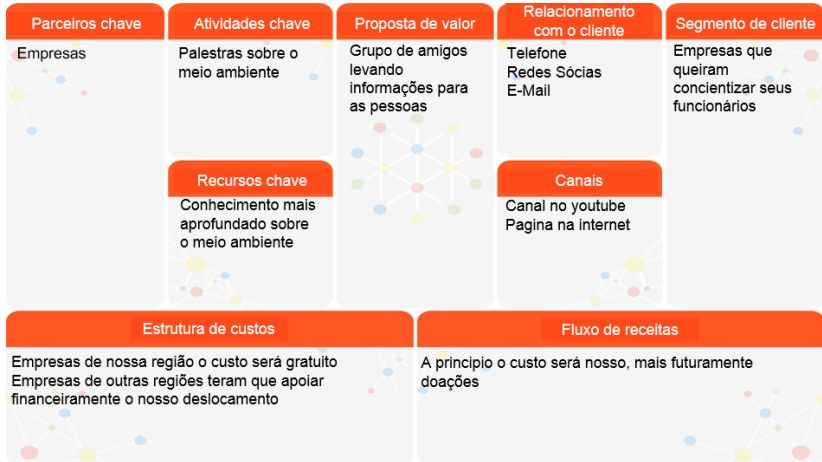 Parceiros chave
Empresas
Atividades chave
Palestras sobre o
meio ambiente
Recursos chave
Conhecimento mais
aprofundado sobre
o meio ambiente
Proposta de valor
Grupo de amigos
levando
informações para
as pessoas
Relacionamento
com o cliente
Telefone
Redes Sócias
E-Mail
Canais
Canal no youtube
Pagina na internet
Segmento de cliente
Empresas que
queiram
concientizar seus
funcionários
Estrutura de custos
Empresas de nossa região o custo será gratuito
Empresas de outras regiões teram que apoiar
financeiramente o nosso deslocamento
Fluxo de receitas
A principio o custo será nosso, mais futuramente
doações